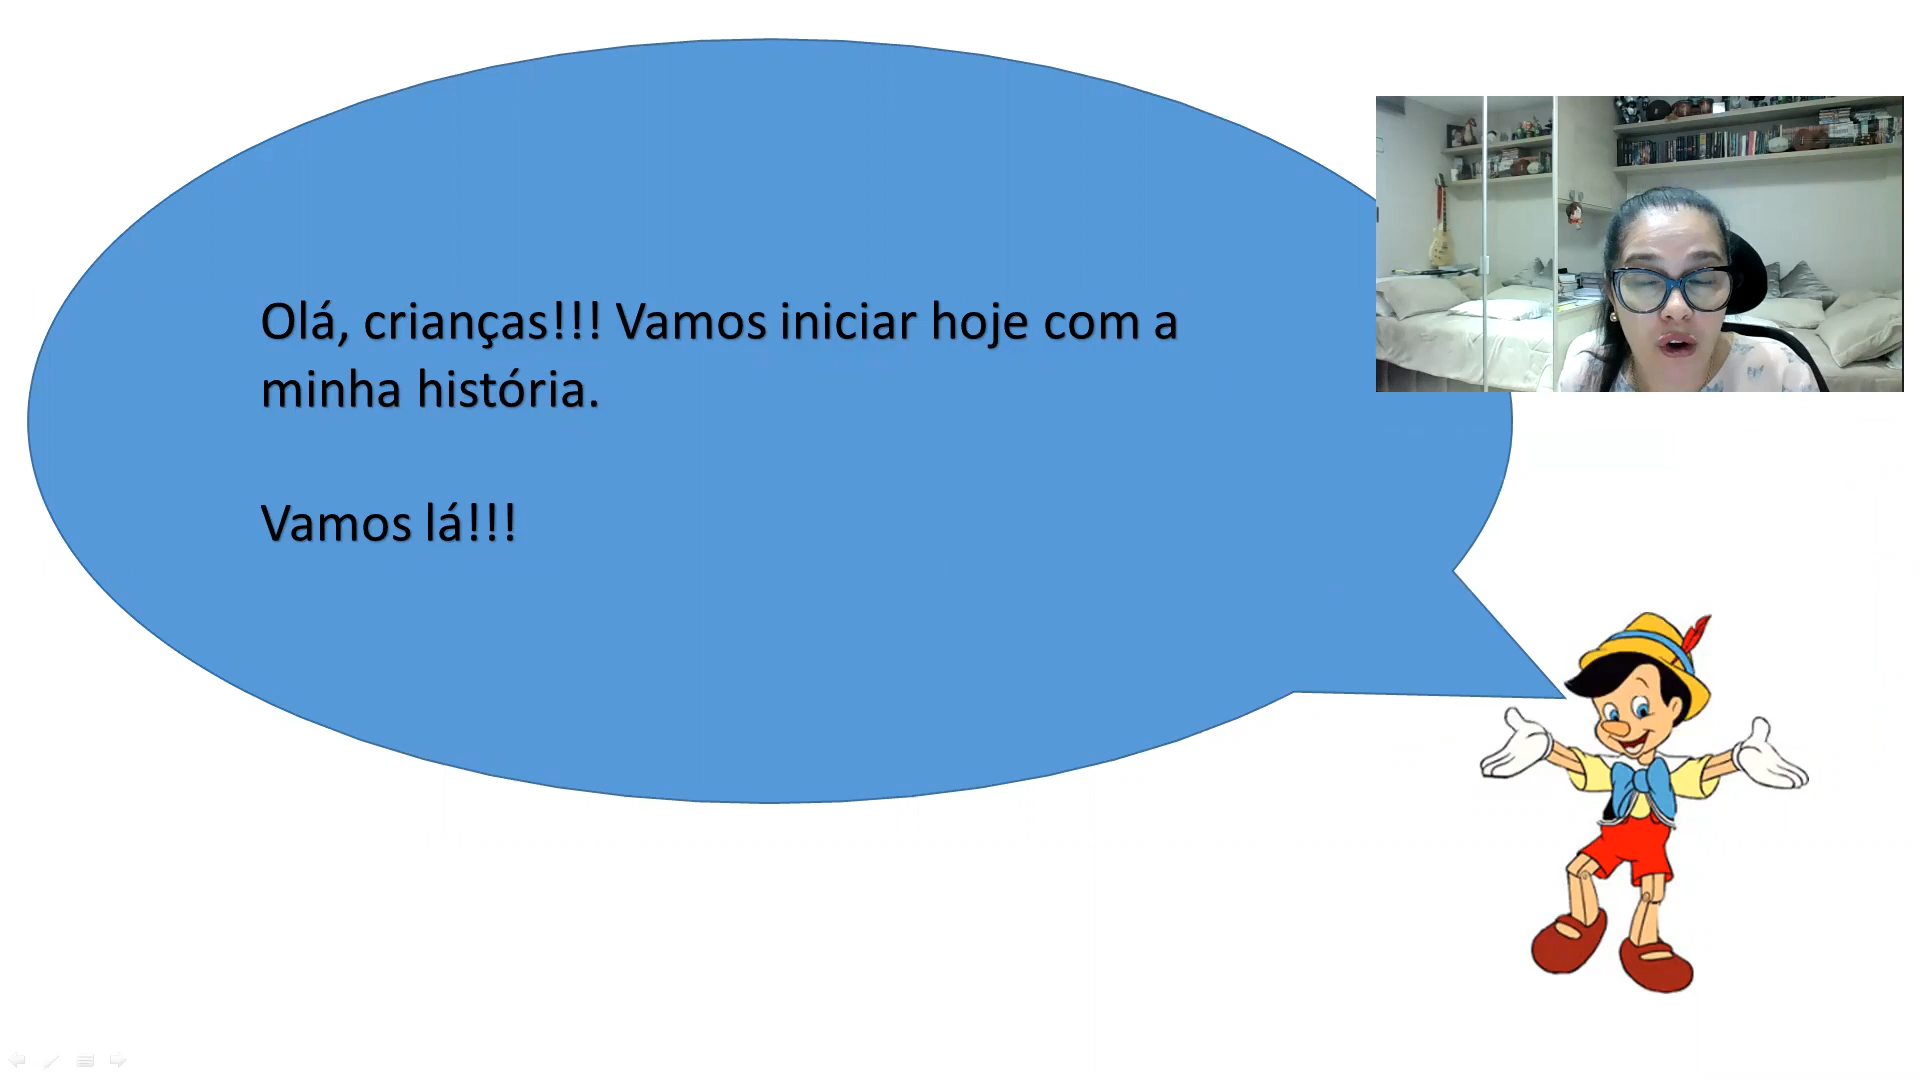 Olá, crianças!!! Vamos iniciar hoje com a
minha história.
Vamos lá!!!